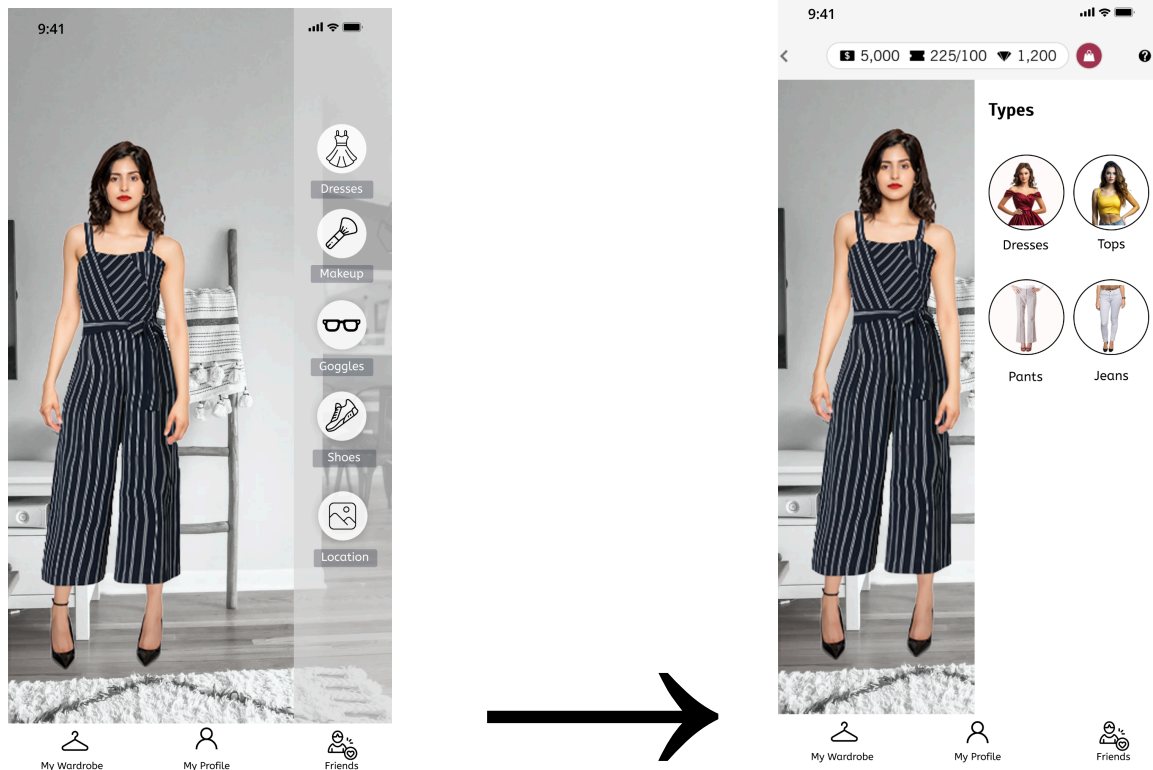 9:41
Dresses
Makeup
Goggles
Shoes
Location
My Wardrobe
My Profile
Friends
9:41
$ 5,000 225/100 1,200 ?
Types
Dresses Tops
Pants Jeans
My Wardrobe
My Profile
Friends